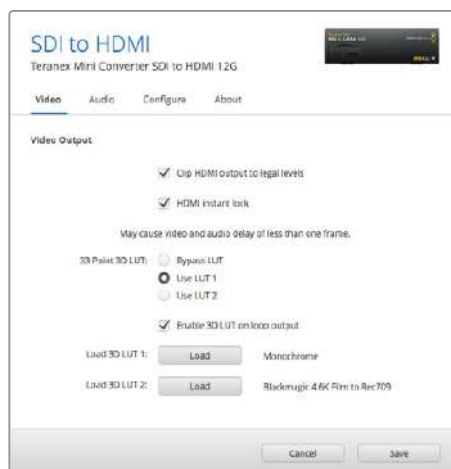 SDI to HDMI
Teranex Mini Converter SDI to HDMI 12G
Video Audio Configure About
Video Output
Clip HDMI output to legal levels
HDMI instant lock
May cause video and audio delay of less than one frame.
33 Point 3D LUT: Bypass LUT
Use LUT 1
Use LUT 2
Enable 3D LUT on loop output
Load 3D LUT 1: Load Monochrome
Load 3D LUT 2: Load Blackmagic 4.6K Film to Rec709
Cancel Save